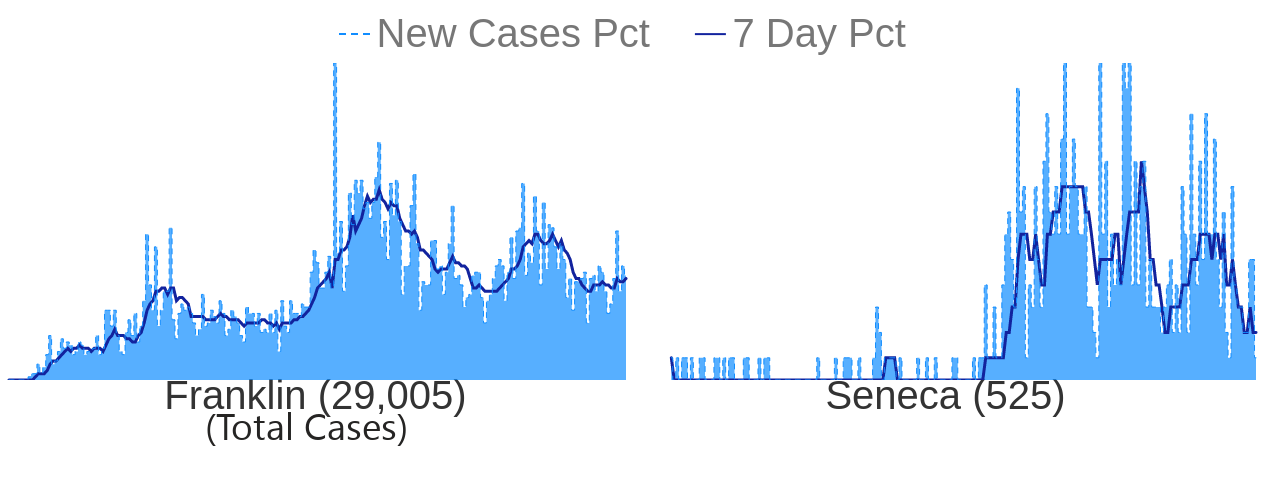 New Cases Pct 7 Day Pct
Franklin (29,005)
(Total Cases)
Seneca (525)